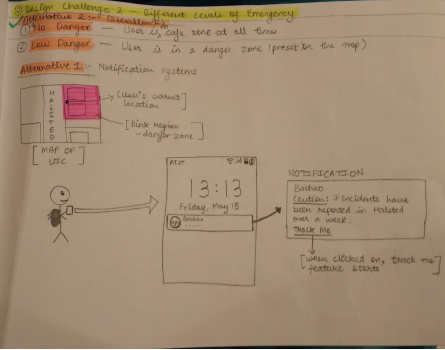 Design Challenge 2 - Different Levels of Emergency
Alternative 2:-
① No Danger — User is, safe zone at all time
② Low Danger — User is in a danger zone (preset on the map)
Alternative 1:- Notification systems
HALSTED
[User's current location
[pink region - danger zone]
[MAP OF UIC]
AT&T
13:13
Friday, May 15
Bachao
NOTIFICATION
Bachao
Caution: 7 Incidents have
been reported in Halsted
over a week.
Track Me
[when clicked on, track me
feature starts